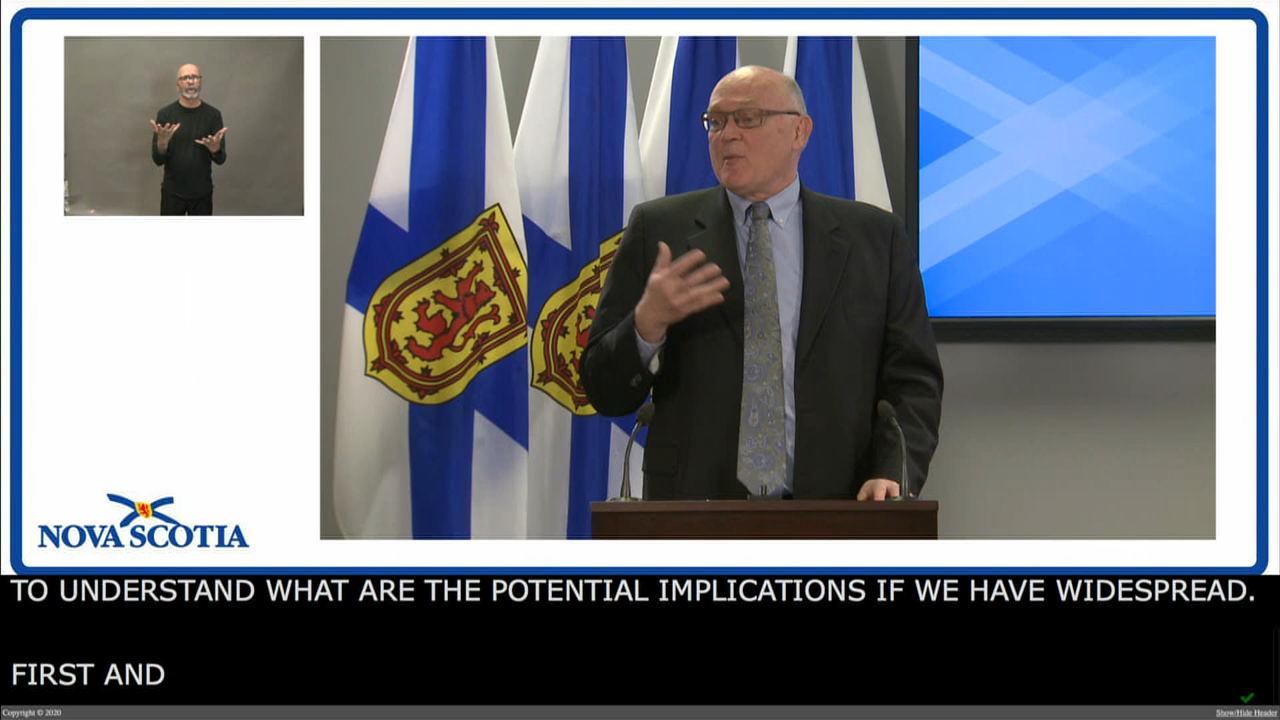 NOVA SCOTIA
TO UNDERSTAND WHAT ARE THE POTENTIAL IMPLICATIONS IF WE HAVE WIDESPREAD.
FIRST AND
Copyright © 2020
Show/Hide Header